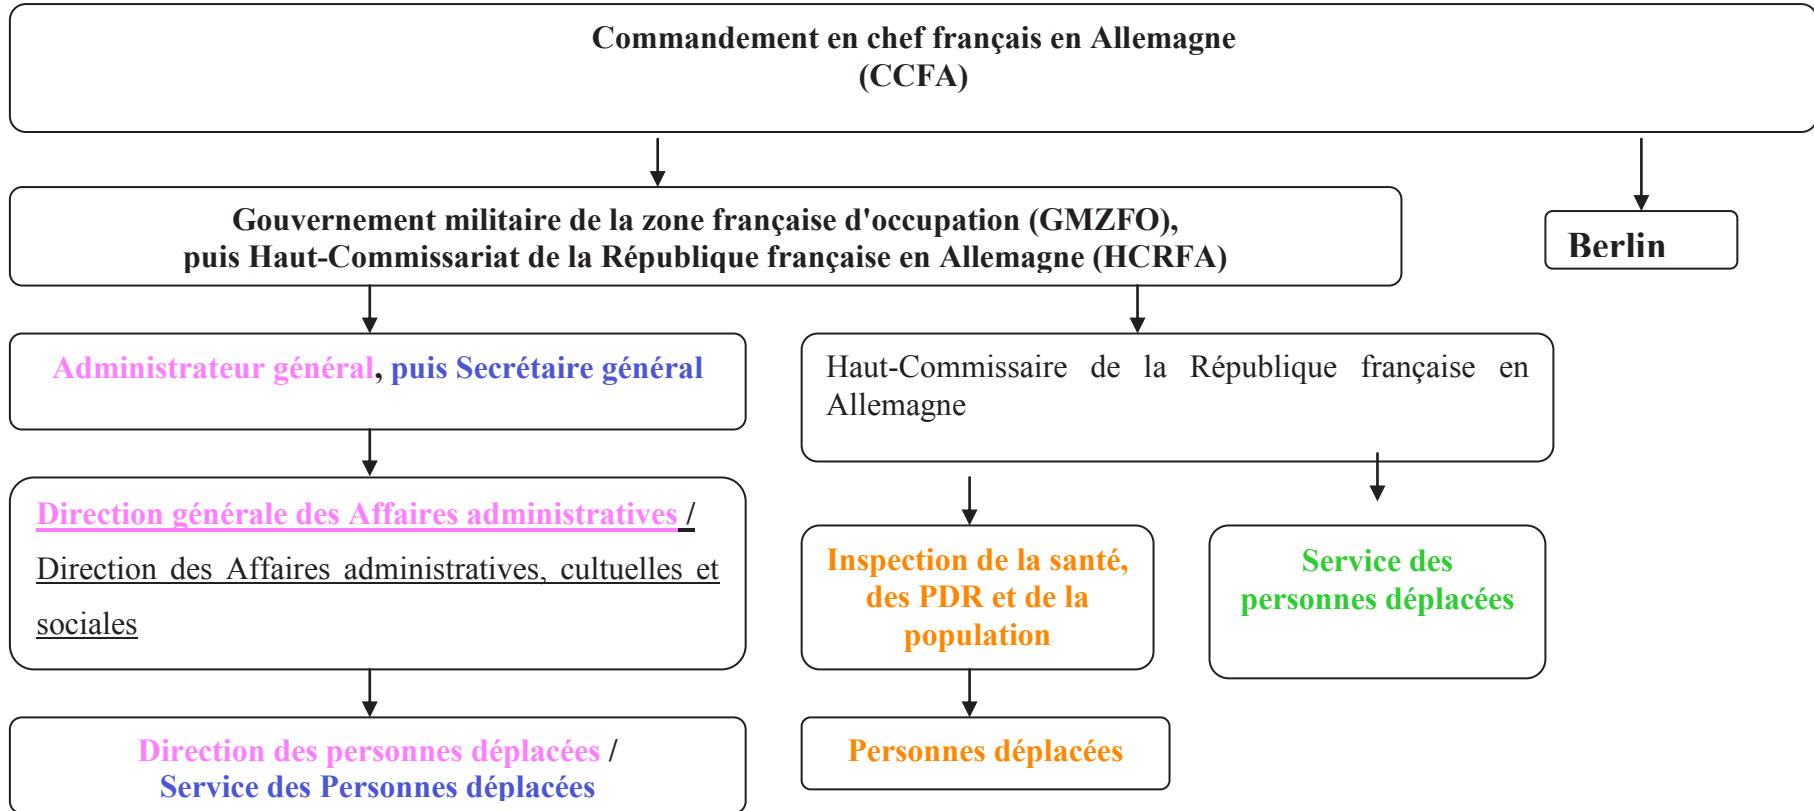 Commandement en chef français en Allemagne
(CCFA)
Gouvernement militaire de la zone française d'occupation (GMZFO),
puis Haut-Commissariat de la République française en Allemagne (HCRFA)
Berlin
Administrateur général, puis Secrétaire général
Haut-Commissaire de la République française en
Allemagne
Direction générale des Affaires administratives /
Direction des Affaires administratives, cultuelles et
sociales
Inspection de la santé,
des PDR et de la
population
Service des
personnes déplacées
Direction des personnes déplacées /
Service des Personnes déplacées
Personnes déplacées